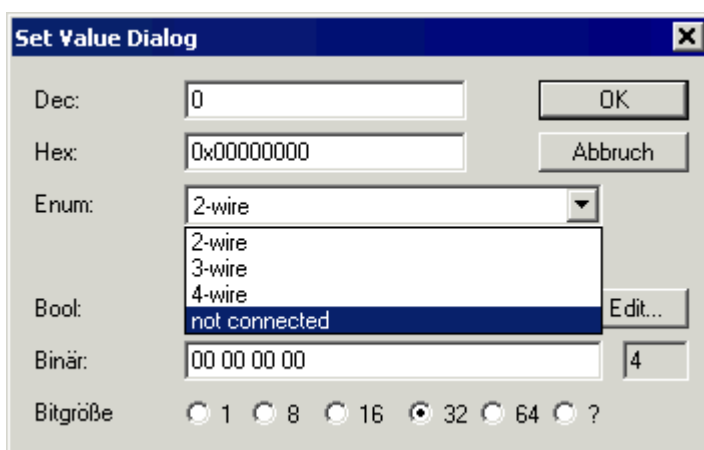 Set Value Dialog
Dec: 0 OK
Hex: 0x00000000 Abbruch
Enum: 2-wire
2-wire
3-wire
4-wire
Bool: Edit...
not connected
Binär: 00 00 00 00 4
Bitgröße 1 8 16 32 64 ?